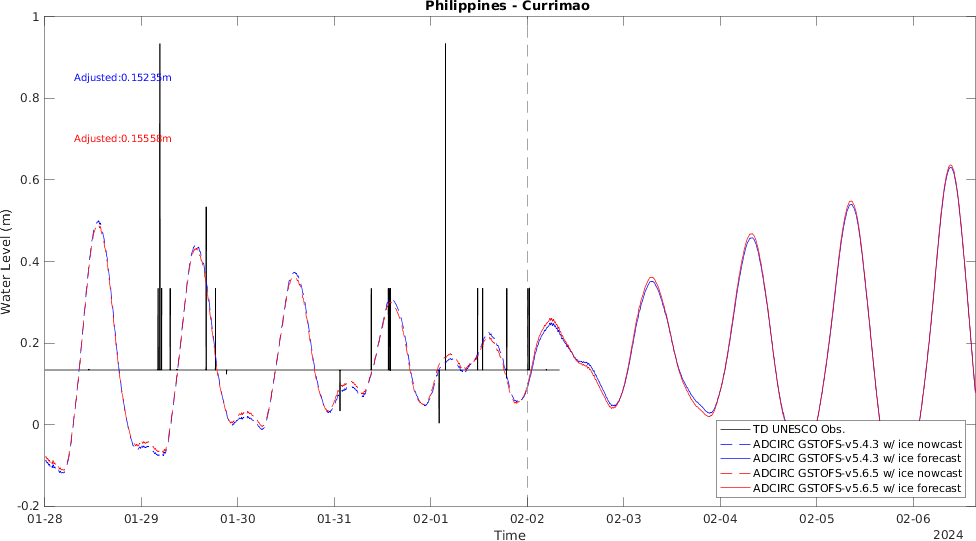 Philippines - Currimao
1
0.8
0.6
0.4
0.2
0
-0.2
Water Level (m)
Adjusted:0.15235m
Adjusted:0.15558m
TD UNESCO Obs.
ADCIRC GSTOFS-v5.4.3 w/ ice nowcast
ADCIRC GSTOFS-v5.4.3 w/ ice forecast
ADCIRC GSTOFS-v5.6.5 w/ ice nowcast
ADCIRC GSTOFS-v5.6.5 w/ ice forecast
01-28 01-29 01-30 01-31 02-01 02-02 02-03 02-04 02-05 02-06
Time
2024